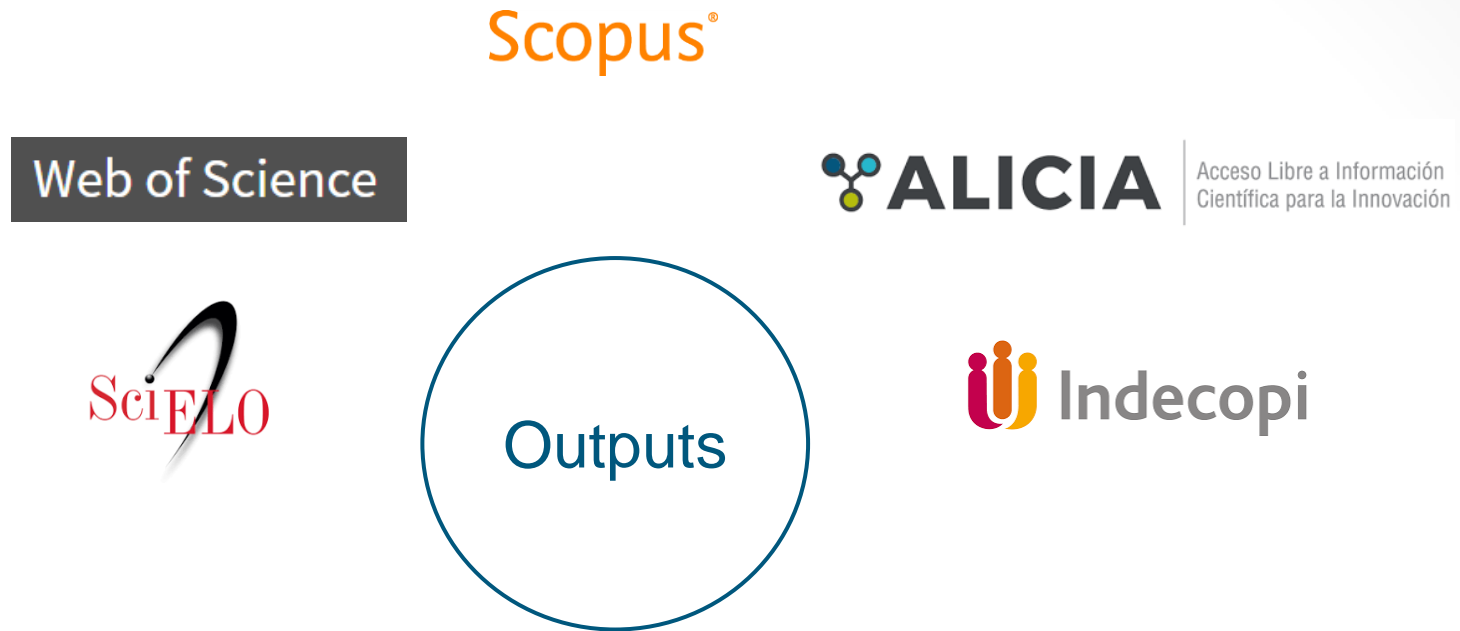 Scopus®
Web of Science
ALICIA
Acceso Libre a Información
Científica para la Innovación
SciELO
Outputs
Indecopi